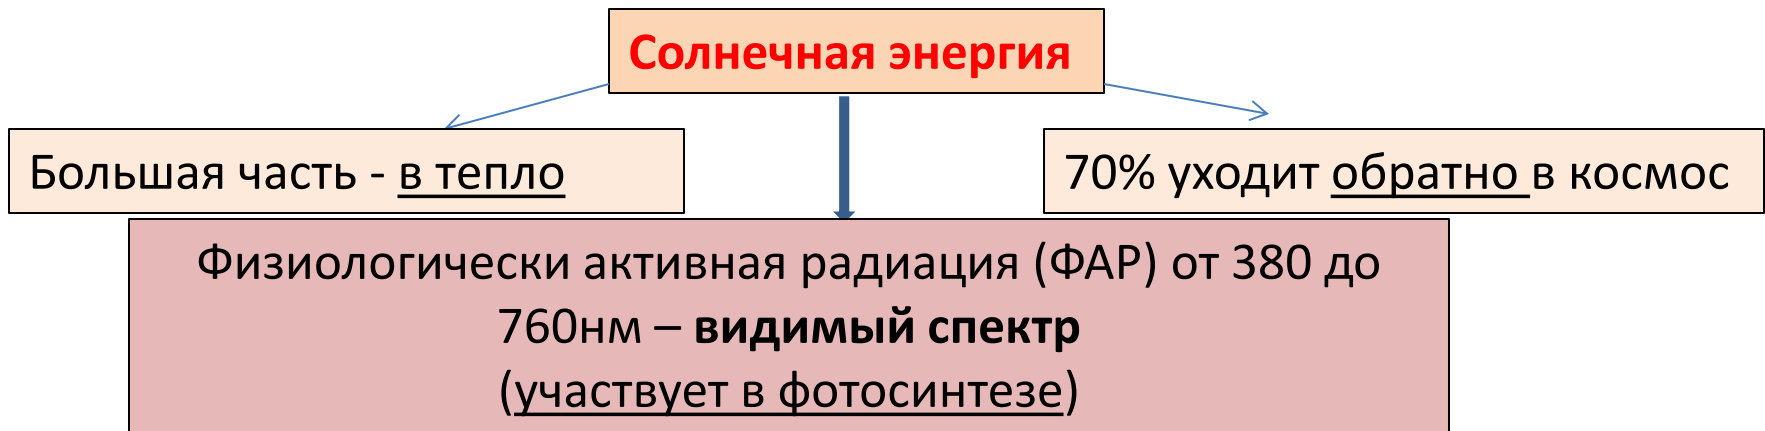 Солнечная энергия
Большая часть - в тепло
70% уходит обратно в космос
Физиологически активная радиация (ФАР) от 380 до
760нм – видимый спектр
(участвует в фотосинтезе)